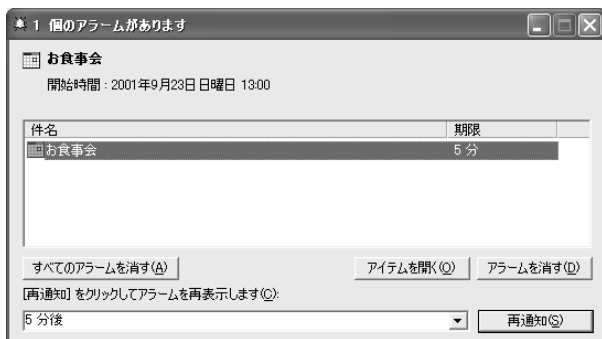 1 個のアラームがあります
お食事会
開始時間 : 2001年9月23日 日曜日 13:00
件名 期限
お食事会 5 分
すべてのアラームを消す(A) アイテムを開く(O) アラームを消す(D)
[再通知] をクリックしてアラームを再表示します(C):
5 分後 再通知(S)